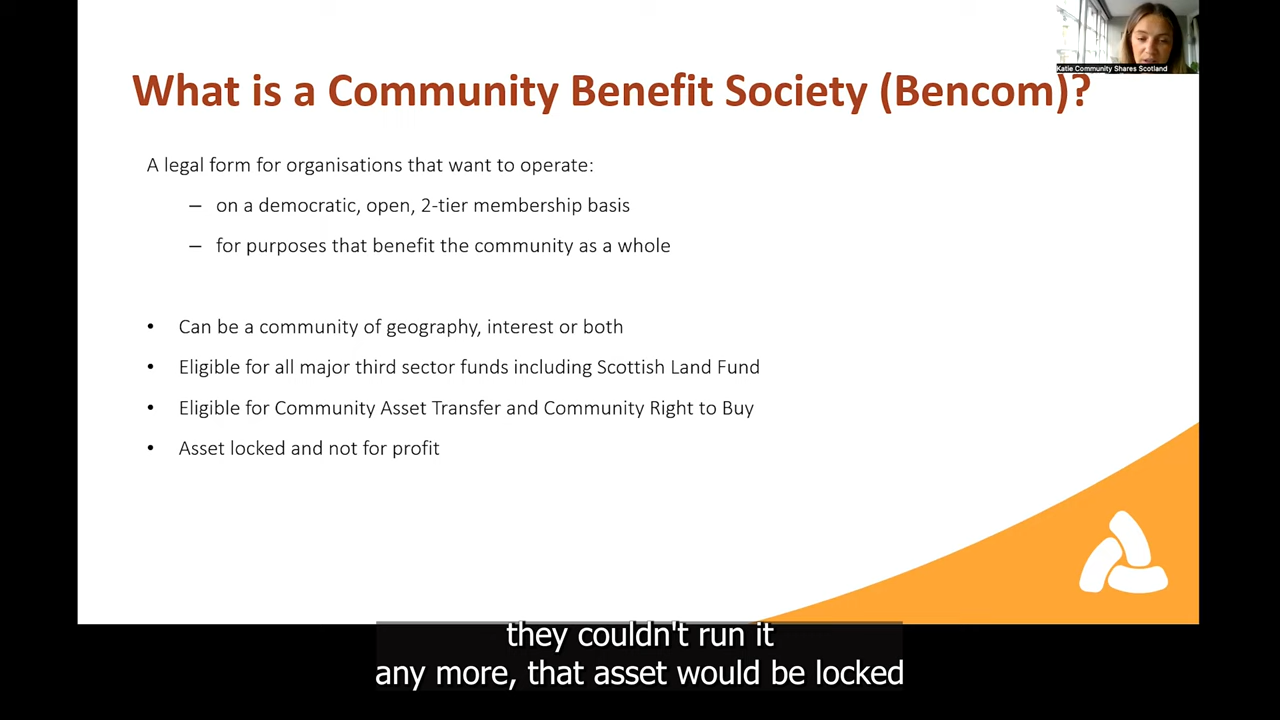 Katie Community Shares Scotland
What is a Community Benefit Society (Bencom)?
A legal form for organisations that want to operate:
– on a democratic, open, 2-tier membership basis
– for purposes that benefit the community as a whole
• Can be a community of geography, interest or both
• Eligible for all major third sector funds including Scottish Land Fund
• Eligible for Community Asset Transfer and Community Right to Buy
• Asset locked and not for profit
they couldn't run it
any more, that asset would be locked